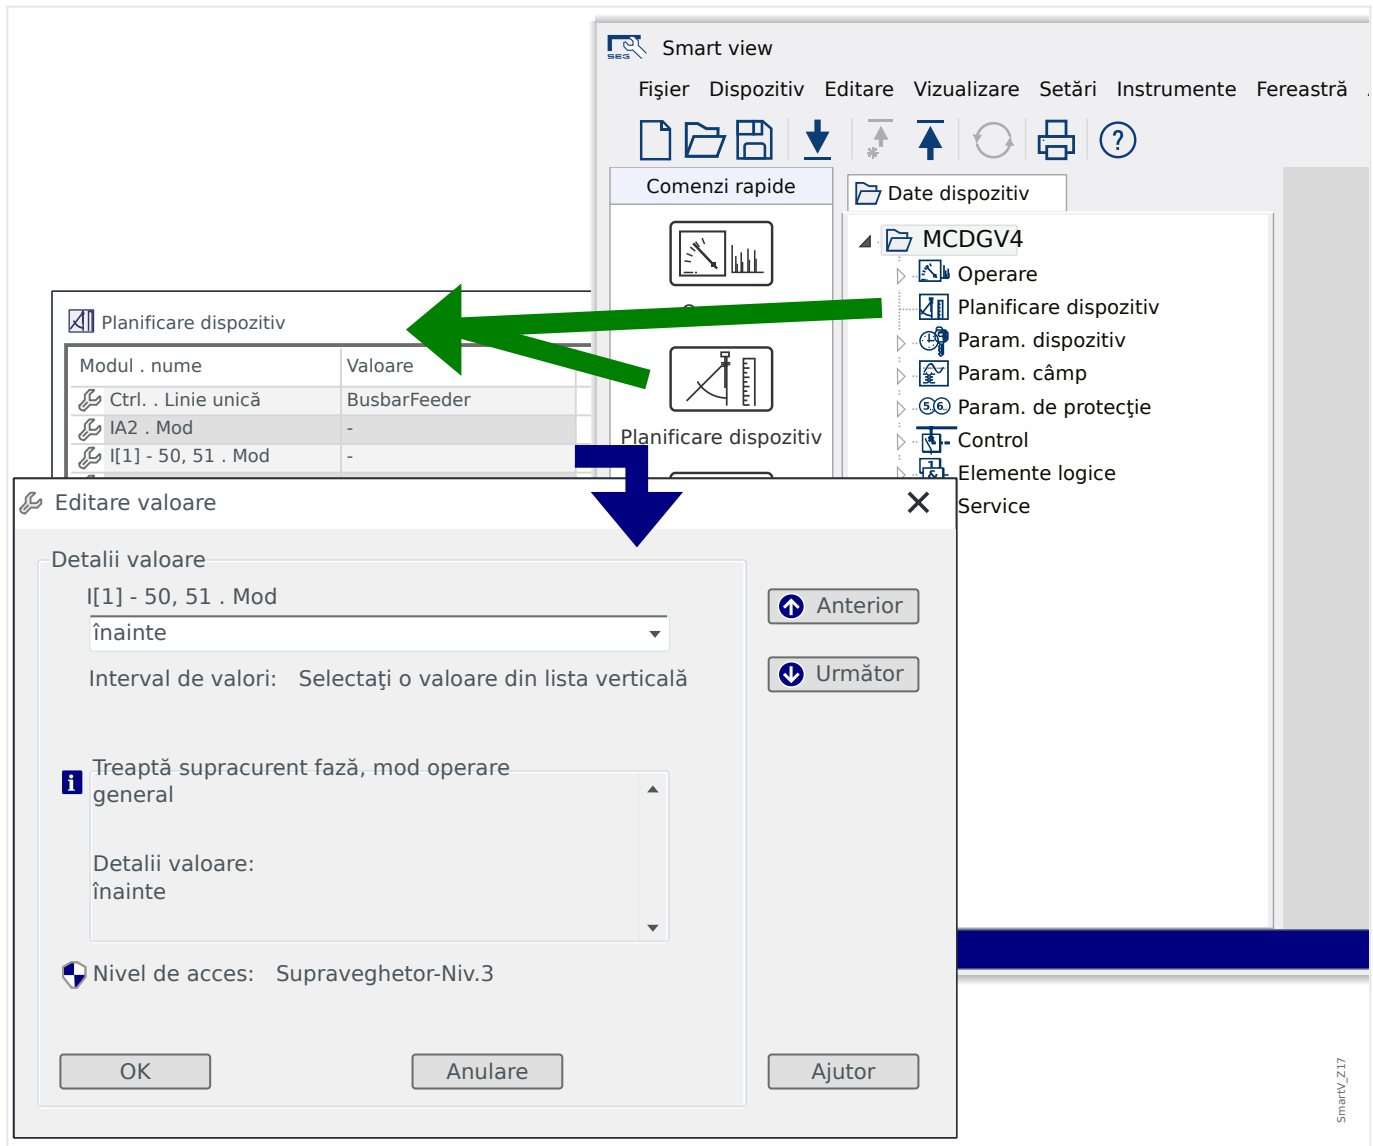 SEG
Smart view
Fişier Dispozitiv Editare Vizualizare Setări Instrumente Fereastră
Comenzi rapide
Date dispozitiv
MCDGV4
Operare
Planificare dispozitiv
Param. dispozitiv
Param. câmp
Param. de protecţie
Control
Elemente logice
Service
Planificare dispozitiv
Planificare dispozitiv
Modul . nume Valoare
Ctrl. . Linie unică BusbarFeeder
IA2 . Mod -
I[1] - 50, 51 . Mod -
Editare valoare
Detalii valoare
I[1] - 50, 51 . Mod
înainte
Interval de valori: Selectaţi o valoare din lista verticală
Anterior
Următor
Treaptă supracurent fază, mod operare
general
Detalii valoare:
înainte
Nivel de acces: Supraveghetor-Niv.3
OK Anulare Ajutor
SmartV_Z17